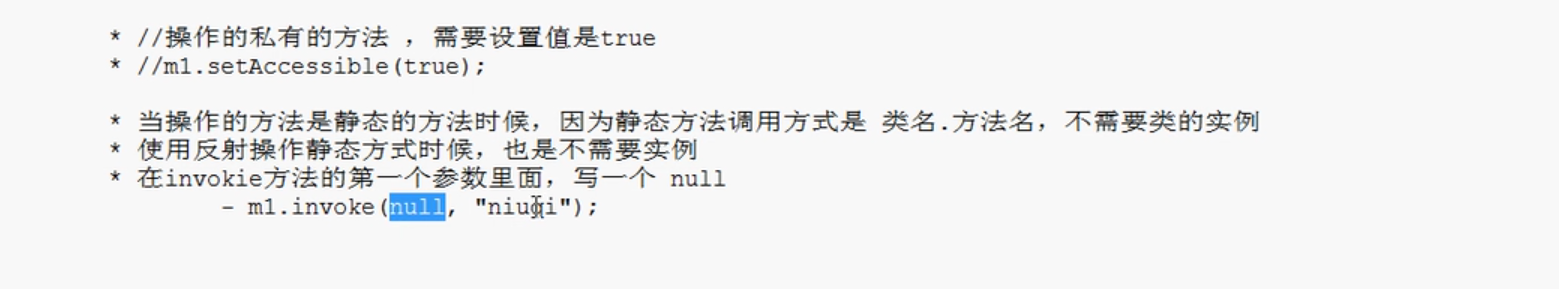 * //操作的私有的方法 ，需要设置值是true
* //m1.setAccessible(true);
* 当操作的方法是静态的方法时候，因为静态方法调用方式是 类名.方法名，不需要类的实例
* 使用反射操作静态方式时候，也是不需要实例
* 在invokie方法的第一个参数里面，写一个 null
- m1.invoke(null, "niuqi");